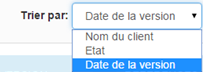 Trier par: Date de la version
Nom du client
Etat
Date de la version